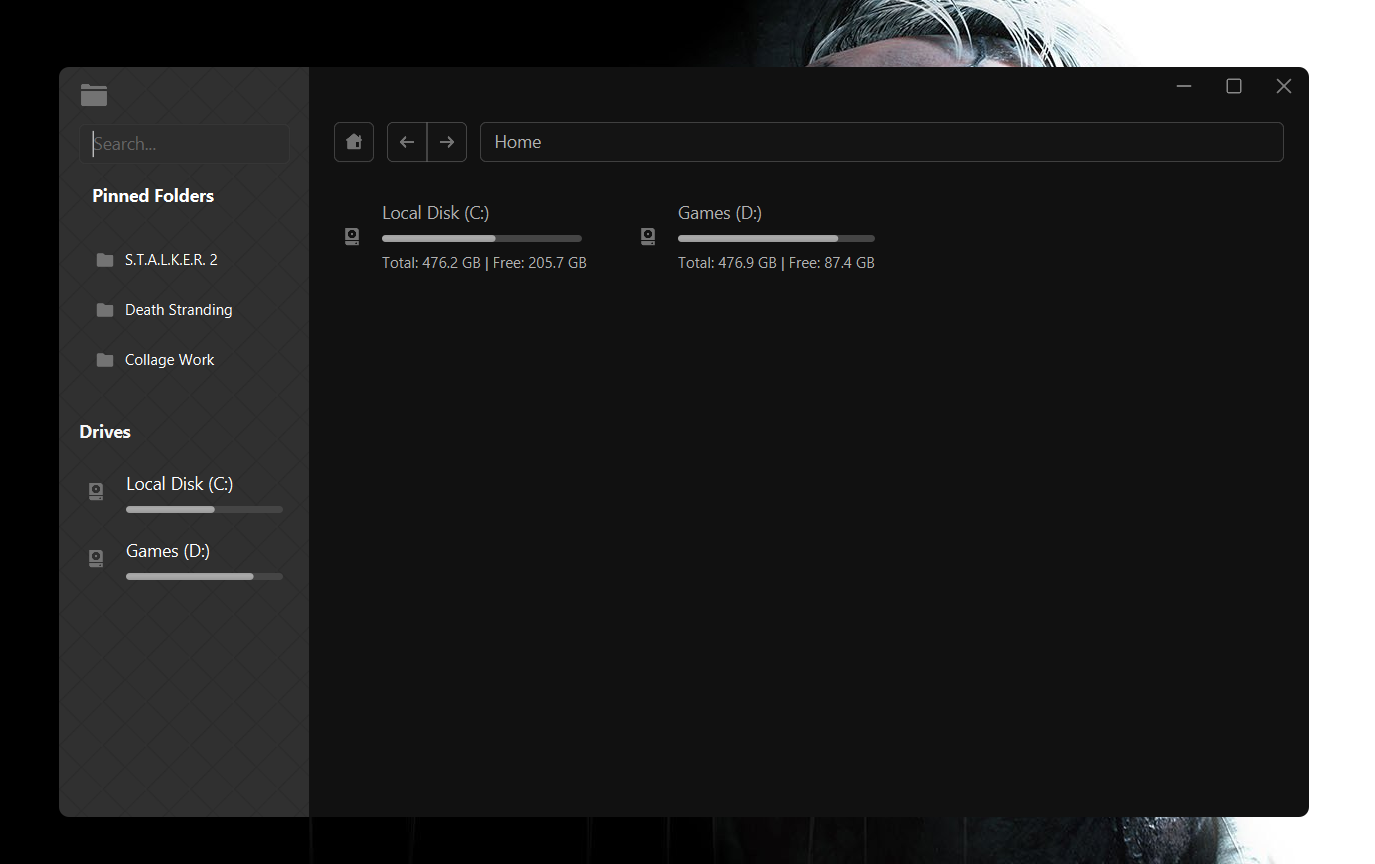 Search...
Pinned Folders
S.T.A.L.K.E.R. 2
Death Stranding
Collage Work
Drives
Local Disk (C:)
Games (D:)
Home
Local Disk (C:)
Total: 476.2 GB | Free: 205.7 GB
Games (D:)
Total: 476.9 GB | Free: 87.4 GB